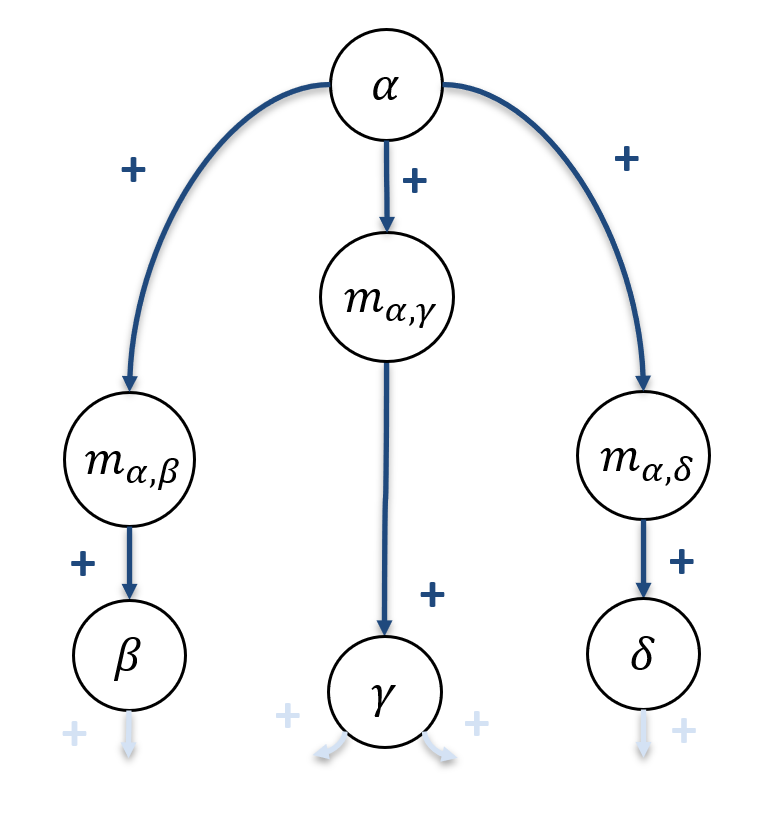 α
+ + +
m_{α,γ}
m_{α,β} m_{α,δ}
+ +
+
β δ
γ
+ + + +